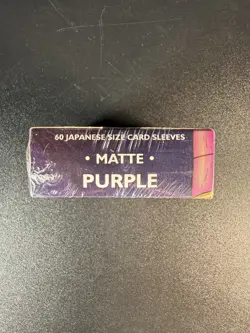 60 JAPANESE SIZE CARD SLEEVES
• MATTE •
PURPLE